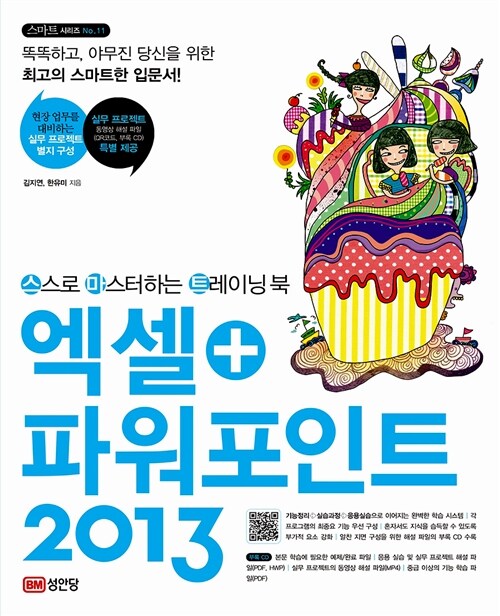 스마트 시리즈 No.11
똑똑하고, 야무진 당신을 위한
최고의 스마트한 입문서!
현장 업무를
대비하는
실무 프로젝트
별지 구성
실무 프로젝트
동영상 해설 파일
(QR코드, 부록 CD)
특별 제공
김지연, 한유미 지음
스스로 마스터하는 트레이닝 북
엑셀+
파워포인트
2013
기능정리▷실습과정▷응용실습으로 이어지는 완벽한 학습 시스템 | 각
프로그램의 최중요 기능 우선 구성 | 혼자서도 지식을 습득할 수 있도록
부가적 요소 강화 | 알찬 지면 구성을 위한 해설 파일의 부록 CD 수록
부록 CD 본문 학습에 필요한 예제/완료 파일 | 응용 실습 및 실무 프로젝트 해설 파
일(PDF, HWP) | 실무 프로젝트의 동영상 해설 파일(MP4) | 중급 이상의 기능 학습 파
일(PDF)
BM 성안당